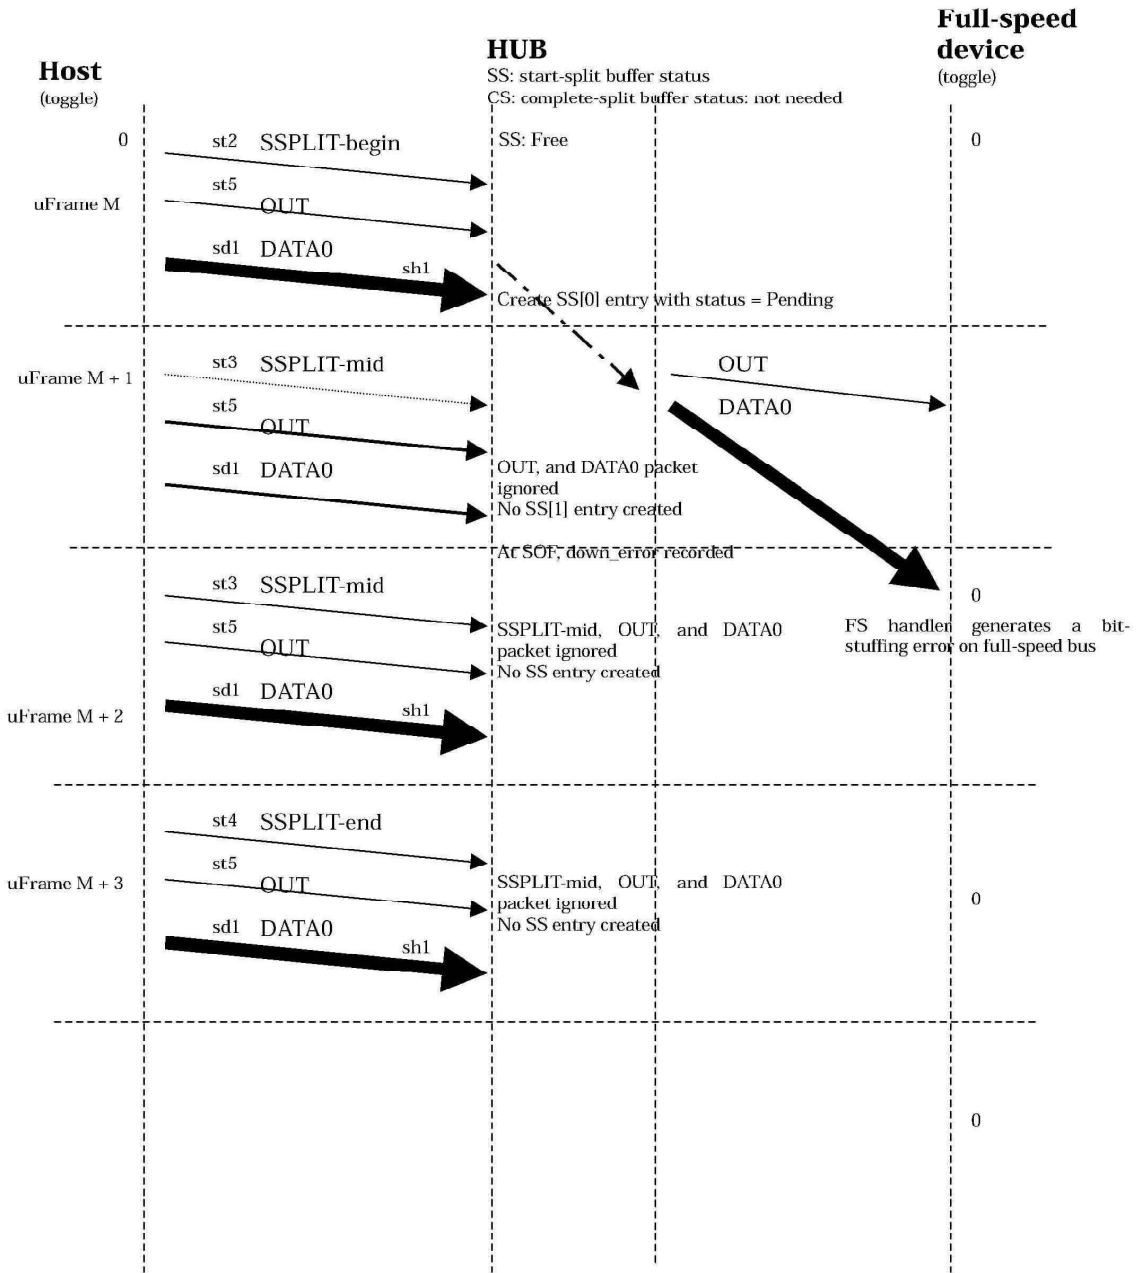 Full-speed
device
(toggle)
HUB
SS: start-split buffer status
CS: complete-split buffer status: not needed
Host
(toggle)
0
st2 SSPLIT-begin
SS: Free
0
st5
uFrame M
OUT
sd1 DATA0
sh1
Create SS[0] entry with status = Pending
st3 SSPLIT-mid
OUT
uFrame M + 1
st5
DATA0
OUT
sd1 DATA0
OUT, and DATA0 packet
ignored
No SS[1] entry created
At SOF, down_error recorded
st3 SSPLIT-mid
0
st5
SSPLIT-mid, OUT, and DATA0
FS handler generates a bit-
OUT
packet ignored
stuffing error on full-speed bus
No SS entry created
sd1 DATA0
uFrame M + 2
sh1
st4 SSPLIT-end
st5
uFrame M + 3
OUT
SSPLIT-mid, OUT, and DATA0
packet ignored
0
sd1 DATA0
No SS entry created
sh1
0